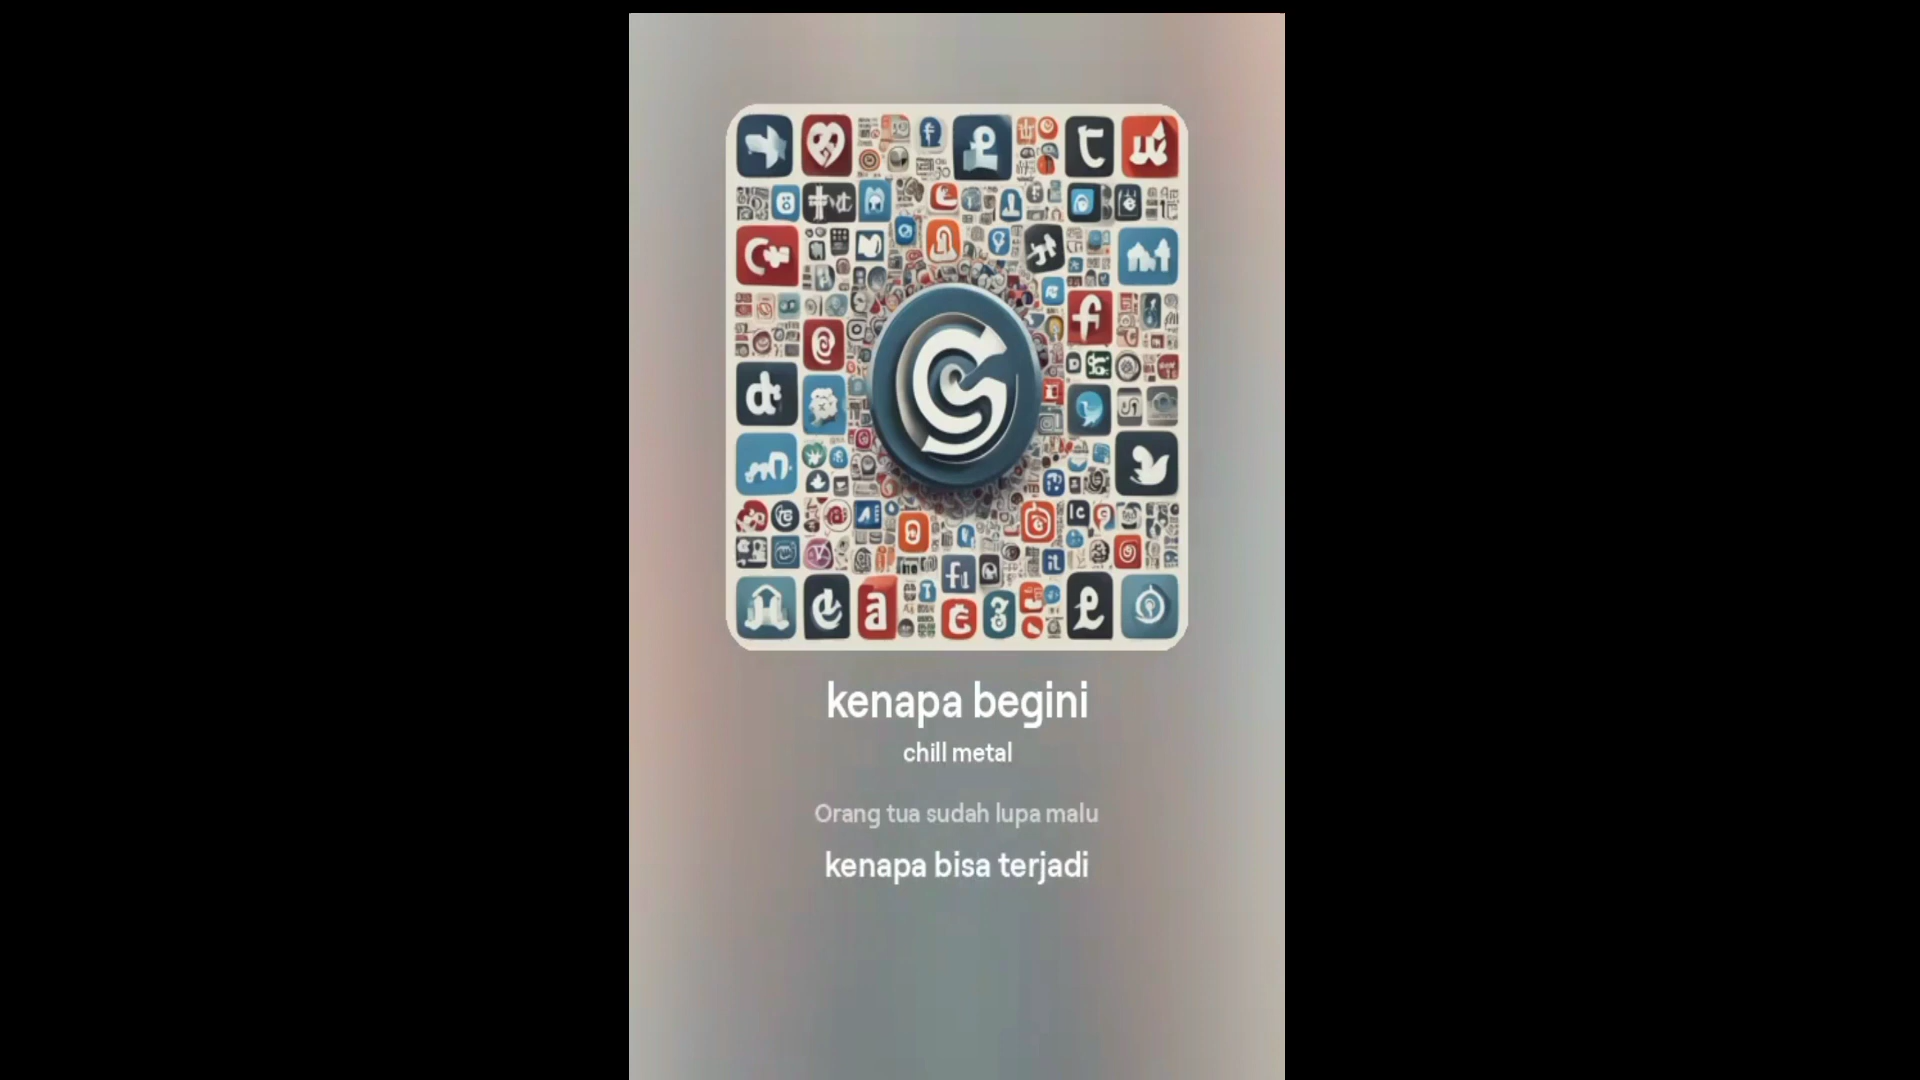 kenapa begini
chill metal
Orang tua sudah lupa malu
kenapa bisa terjadi